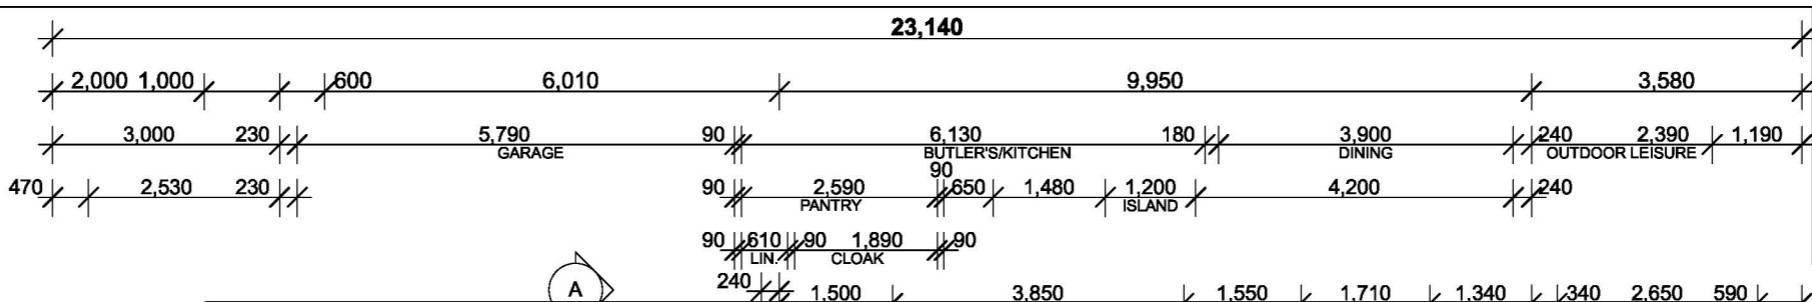 23,140
2,000 1,000 600 6,010 9,950 3,580
3,000 230 5,790 90 6,130 180 3,900 240 2,390 1,190
GARAGE BUTLER'S/KITCHEN DINING OUTDOOR LEISURE
90
470 2,530 230 90 2,590 650 1,480 1,200 4,200 240
PANTRY ISLAND
90 610 90 1,890 90
LIN. CLOAK
240
A 1,500 3,850 1,550 1,710 1,340 340 2,650 590